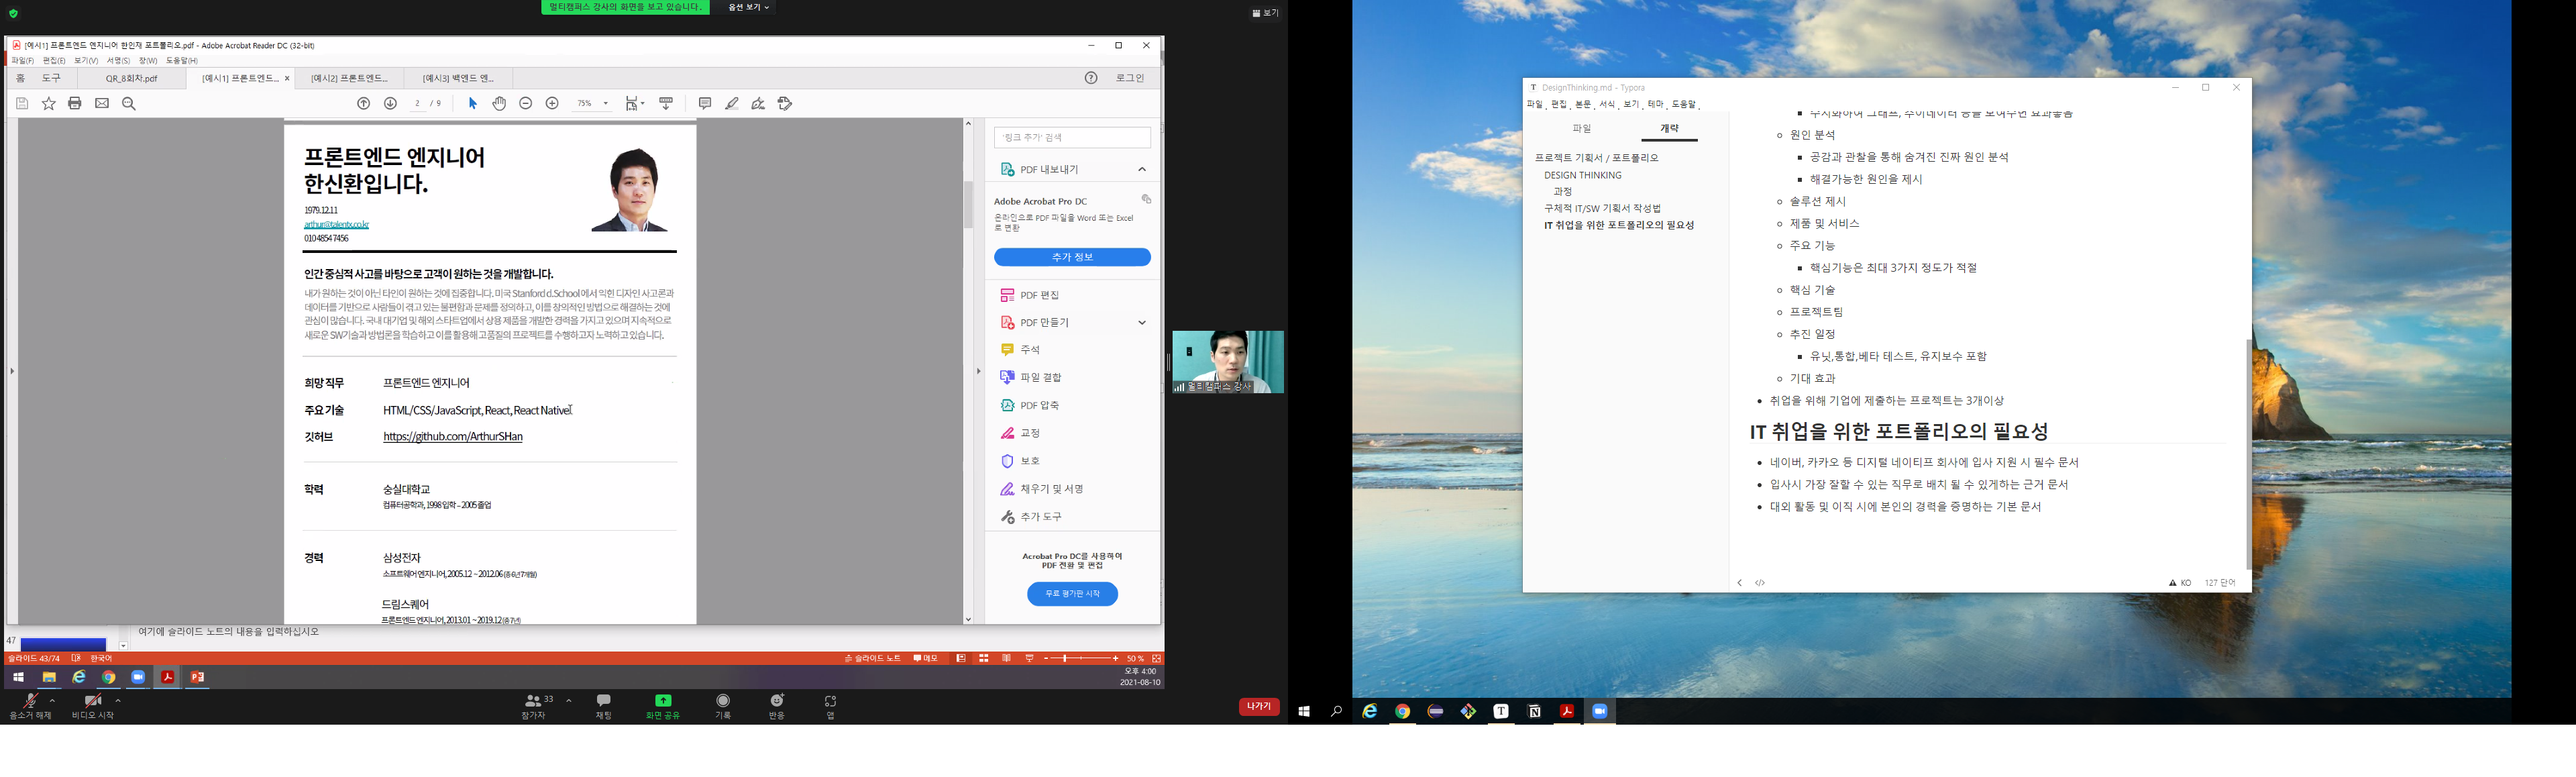 멀티캠퍼스 강사의 화면을 보고 있습니다.
옵션 보기
보기
[예시1] 프론트엔드 엔지니어 한인재 포트폴리오.pdf - Adobe Acrobat Reader DC (32-bit)
파일(F) 편집(E) 보기(V) 서명(S) 창(W) 도움말(H)
홈 도구 QR_8회차.pdf [예시1] 프론트엔드... x [예시2] 프론트엔드... [예시3] 백엔드 엔... 로그인
2 / 9 75%
프론트엔드 엔지니어
한신환입니다.
1979.12.11
arthur@talentx.co.kr
010 4854 7456
인간 중심적 사고를 바탕으로 고객이 원하는 것을 개발합니다.
내가 원하는 것이 아닌 타인이 원하는 것에 집중합니다. 미국 Stanford d.School에서 익힌 디자인 사고론과
데이터를 기반으로 사람들이 겪고 있는 불편함과 문제를 정의하고, 이를 창의적인 방법으로 해결하는 것에
관심이 많습니다. 국내 대기업 및 해외 스타트업에서 상용 제품을 개발한 경력을 가지고 있으며 지속적으로
새로운 SW기술과 방법론을 학습하고 이를 활용해 고품질의 프로젝트를 수행하고자 노력하고 있습니다.
희망 직무 프론트엔드 엔지니어
주요 기술 HTML/CSS/JavaScript, React, React Native
깃허브 https://github.com/ArthurSHan
학력 숭실대학교
컴퓨터공학과, 1998 입학 – 2005 졸업
경력 삼성전자
소프트웨어 엔지니어, 2005.12 ~ 2012.06 (총 6년 7개월)
드림스퀘어
프론트엔드 엔지니어, 2013.01 ~ 2019.12 (총 7년)
'링크 추가' 검색
PDF 내보내기
Adobe Acrobat Pro DC
온라인으로 PDF 파일을 Word 또는 Excel
로 변환
추가 정보
PDF 편집
PDF 만들기
주석
파일 결합
PDF 압축
교정
보호
채우기 및 서명
추가 도구
Acrobat Pro DC를 사용하여
PDF 전환 및 편집
무료 평가판 시작
47
여기에 슬라이드 노트의 내용을 입력하십시오
슬라이드 43/74 한국어 슬라이드 노트 메모 50 %
오후 4:00
2021-08-10
멀티캠퍼스 강사
음소거 해제 비디오 시작 참가자 33 채팅 화면 공유 기록 반응 앱 나가기
DesignThinking.md - Typora
파일 편집 본문 서식 보기 테마 도움말
파일 개략
프로젝트 기획서 / 포트폴리오
DESIGN THINKING
과정
구체적 IT/SW 기획서 작성법
IT 취업을 위한 포트폴리오의 필요성
수치화하여 그래프, 추이데이터 등을 보여주면 효과좋음
원인 분석
공감과 관찰을 통해 숨겨진 진짜 원인 분석
해결가능한 원인을 제시
솔루션 제시
제품 및 서비스
주요 기능
핵심기능은 최대 3가지 정도가 적절
핵심 기술
프로젝트팀
추진 일정
유닛,통합,베타 테스트, 유지보수 포함
기대 효과
취업을 위해 기업에 제출하는 프로젝트는 3개이상
IT 취업을 위한 포트폴리오의 필요성
네이버, 카카오 등 디지털 네이티프 회사에 입사 지원 시 필수 문서
입사시 가장 잘할 수 있는 직무로 배치 될 수 있게하는 근거 문서
대외 활동 및 이직 시에 본인의 경력을 증명하는 기본 문서
KO 127 단어